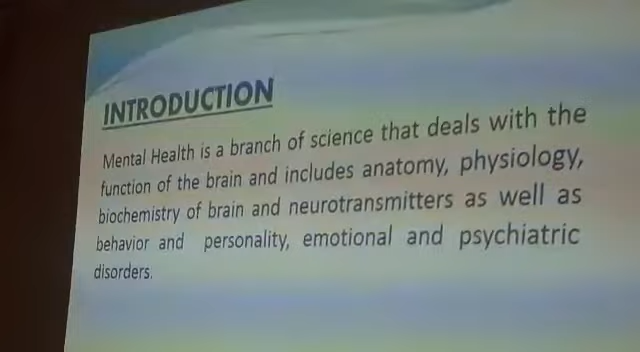 INTRODUCTION
Mental Health is a branch of science that deals with the
function of the brain and includes anatomy, physiology,
biochemistry of brain and neurotransmitters as well as
behavior and personality, emotional and psychiatric
disorders.